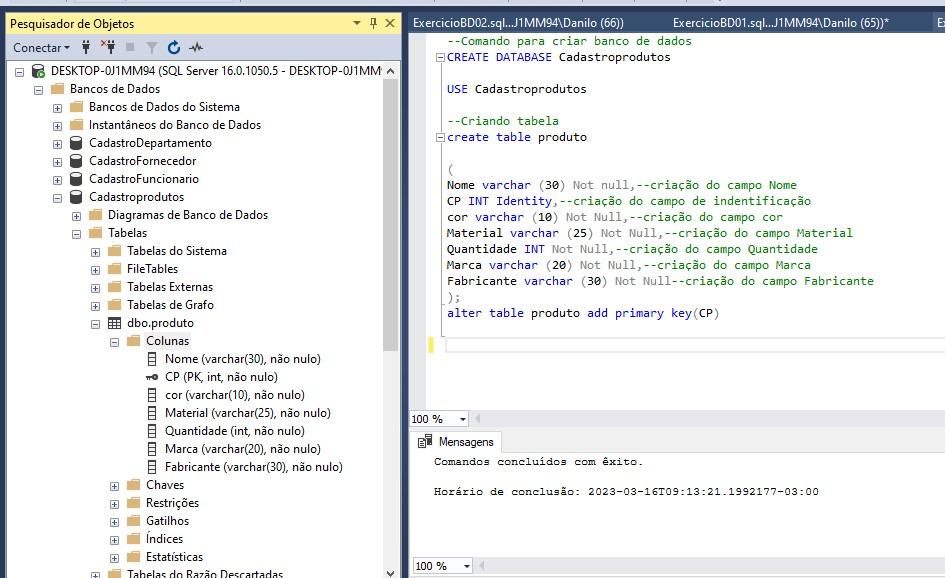 Pesquisador de Objetos
Conectar
DESKTOP-0J1MM94 (SQL Server 16.0.1050.5 - DESKTOP-0J1MM
Bancos de Dados
Bancos de Dados do Sistema
Instantâneos do Banco de Dados
CadastroDepartamento
CadastroFornecedor
CadastroFuncionario
Cadastroprodutos
Diagramas de Banco de Dados
Tabelas
Tabelas do Sistema
FileTables
Tabelas Externas
Tabelas de Grafo
dbo.produto
Colunas
Nome (varchar(30), não nulo)
CP (PK, int, não nulo)
cor (varchar(10), não nulo)
Material (varchar(25), não nulo)
Quantidade (int, não nulo)
Marca (varchar(20), não nulo)
Fabricante (varchar(30), não nulo)
Chaves
Restrições
Gatilhos
Índices
Estatísticas
Tabelas do Razão Descartadas
ExercicioBD02.sql...J1MM94\Danilo (66))
ExercicioBD01.sql...J1MM94\Danilo (65))*
--Comando para criar banco de dados
CREATE DATABASE Cadastroprodutos
USE Cadastroprodutos
--Criando tabela
create table produto
(
Nome varchar (30) Not null,--criação do campo Nome
CP INT Identity,--criação do campo de indentificação
cor varchar (10) Not Null,--criação do campo cor
Material varchar (25) Not Null,--criação do campo Material
Quantidade INT Not Null,--criação do campo Quantidade
Marca varchar (20) Not Null,--criação do campo Marca
Fabricante varchar (30) Not Null--criação do campo Fabricante
);
alter table produto add primary key(CP)
100 %
Mensagens
Comandos concluídos com êxito.
Horário de conclusão: 2023-03-16T09:13:21.1992177-03:00
100 %